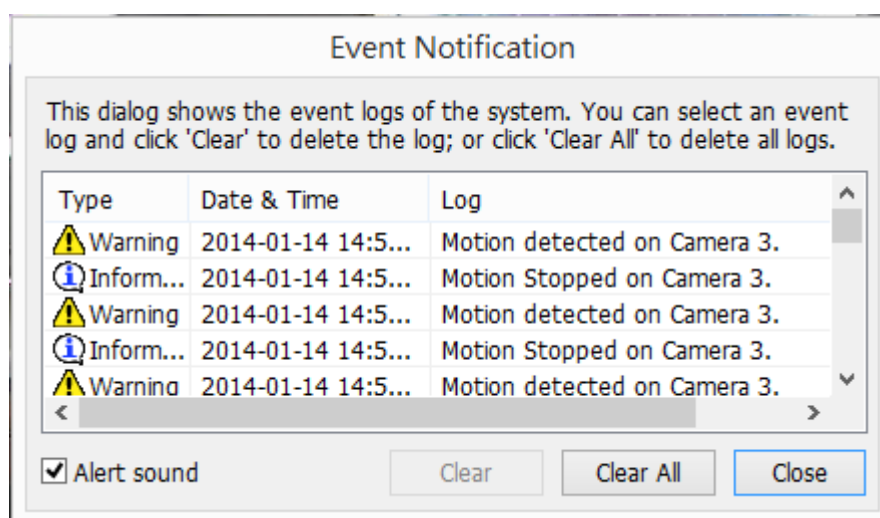 Event Notification
This dialog shows the event logs of the system. You can select an event
log and click 'Clear' to delete the log; or click 'Clear All' to delete all logs.
Type Date & Time Log
Warning 2014-01-14 14:5... Motion detected on Camera 3.
Inform... 2014-01-14 14:5... Motion Stopped on Camera 3.
Warning 2014-01-14 14:5... Motion detected on Camera 3.
Inform... 2014-01-14 14:5... Motion Stopped on Camera 3.
Warning 2014-01-14 14:5... Motion detected on Camera 3.
Alert sound Clear Clear All Close